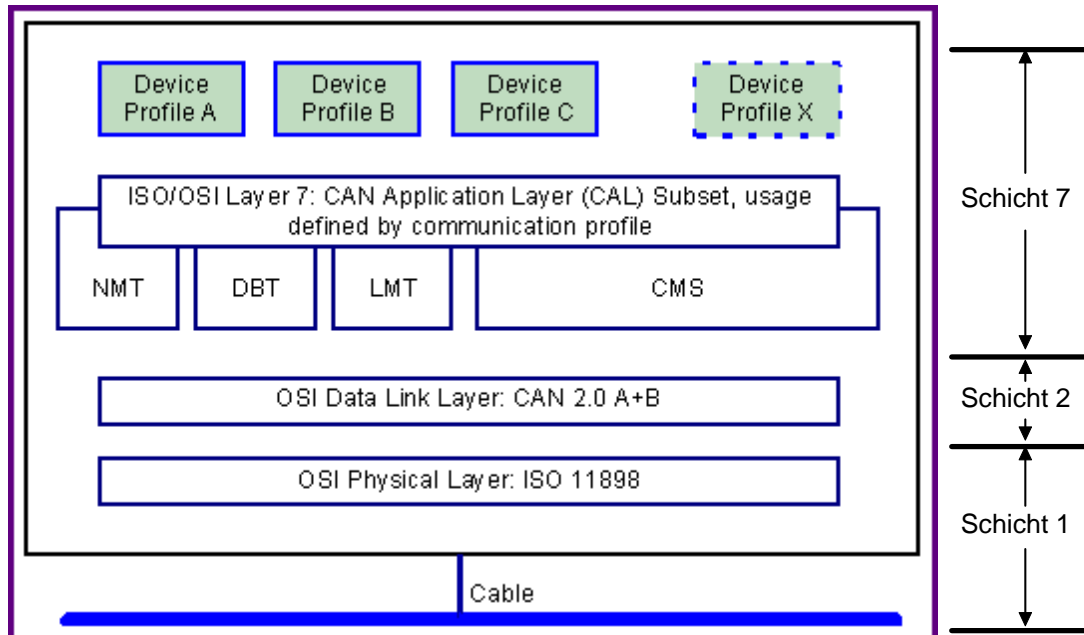 Device
Profile A
Device
Profile B
Device
Profile C
Device
Profile X
ISO/OSI Layer 7: CAN Application Layer (CAL) Subset, usage
defined by communication profile
NMT
DBT
LMT
CMS
Schicht 7
OSI Data Link Layer: CAN 2.0 A+B
Schicht 2
OSI Physical Layer: ISO 11898
Schicht 1
Cable